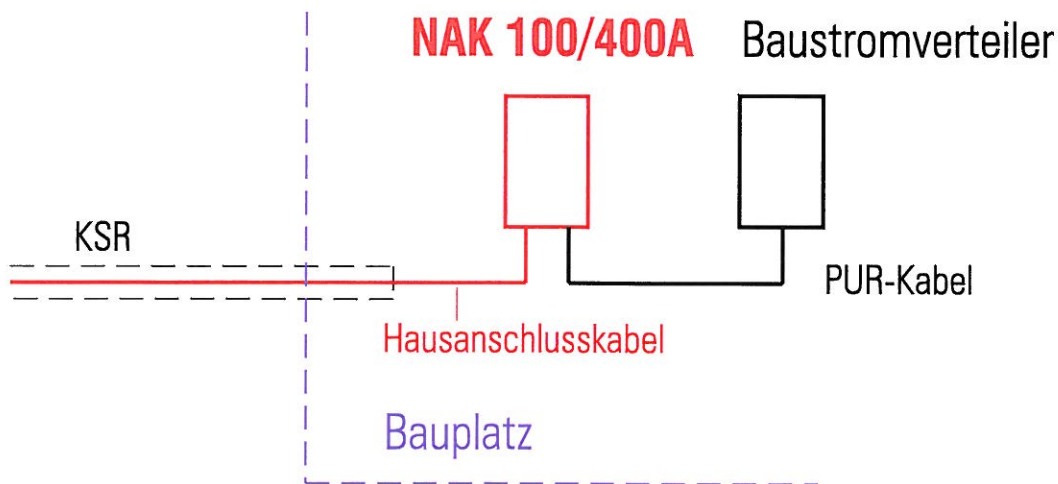 NAK 100/400A
Baustromverteiler
KSR
PUR-Kabel
Hausanschlusskabel
Bauplatz